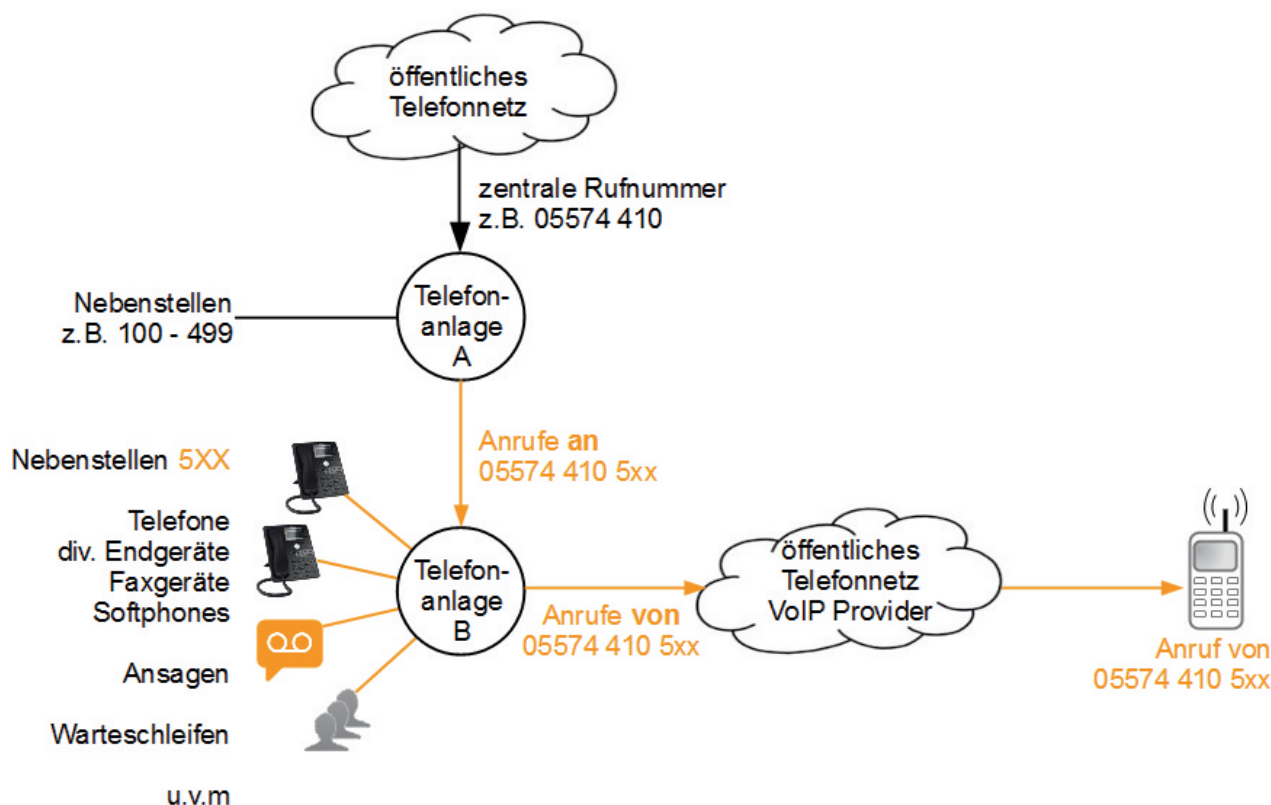 öffentliches
Telefonnetz
zentrale Rufnummer
z.B. 05574 410
Nebenstellen
z.B. 100 - 499
Telefon-
anlage
A
Anrufe an
05574 410 5xx
Nebenstellen 5XX
Telefone
div. Endgeräte
Faxgeräte
Softphones
Ansagen
Warteschleifen
u.v.m
Telefon-
anlage
B
Anrufe von
05574 410 5xx
öffentliches
Telefonnetz
VoIP Provider
Anruf von
05574 410 5xx